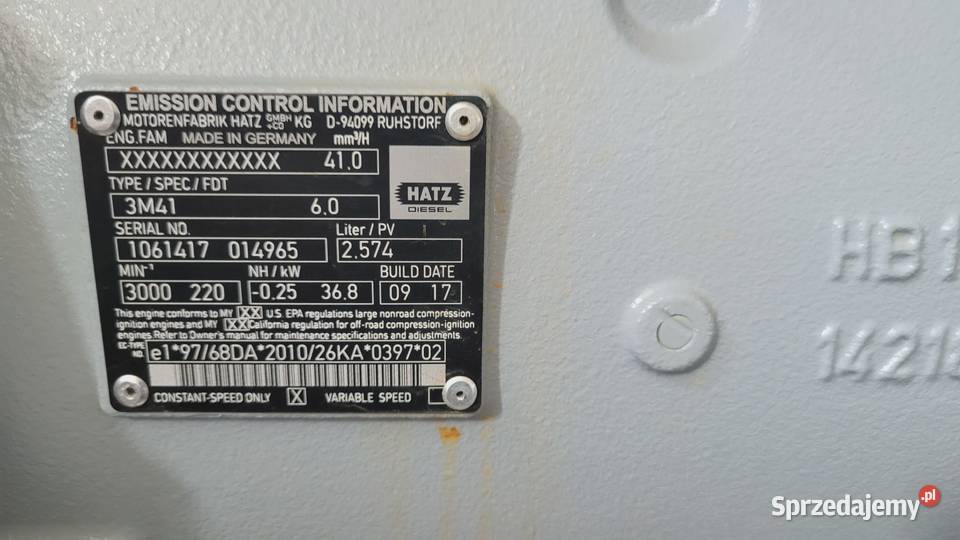 EMISSION CONTROL INFORMATION
MOTORENFABRIK HATZ GMBH +CO KG D-94099 RUHSTORF
ENG.FAM MADE IN GERMANY mm³/H
XXXXXXXXXXXX 41.0
TYPE / SPEC./ FDT
3M41 6.0
HATZ
DIESEL
SERIAL NO. Liter / PV
1061417 014965 2.574
MIN⁻¹ NH / kW BUILD DATE
3000 220 -0.25 36.8 09 17
This engine conforms to MY XX U.S. EPA regulations large nonroad compression-
ignition engines and MY XX California regulation for off-road compression-ignition
engines. Refer to Owner's manual for maintenance specifications and adjustments.
EC-TYPE NO. e1*97/68DA*2010/26KA*0397*02
CONSTANT-SPEED ONLY X VARIABLE SPEED
HB1
1421
Sprzedajemy.pl